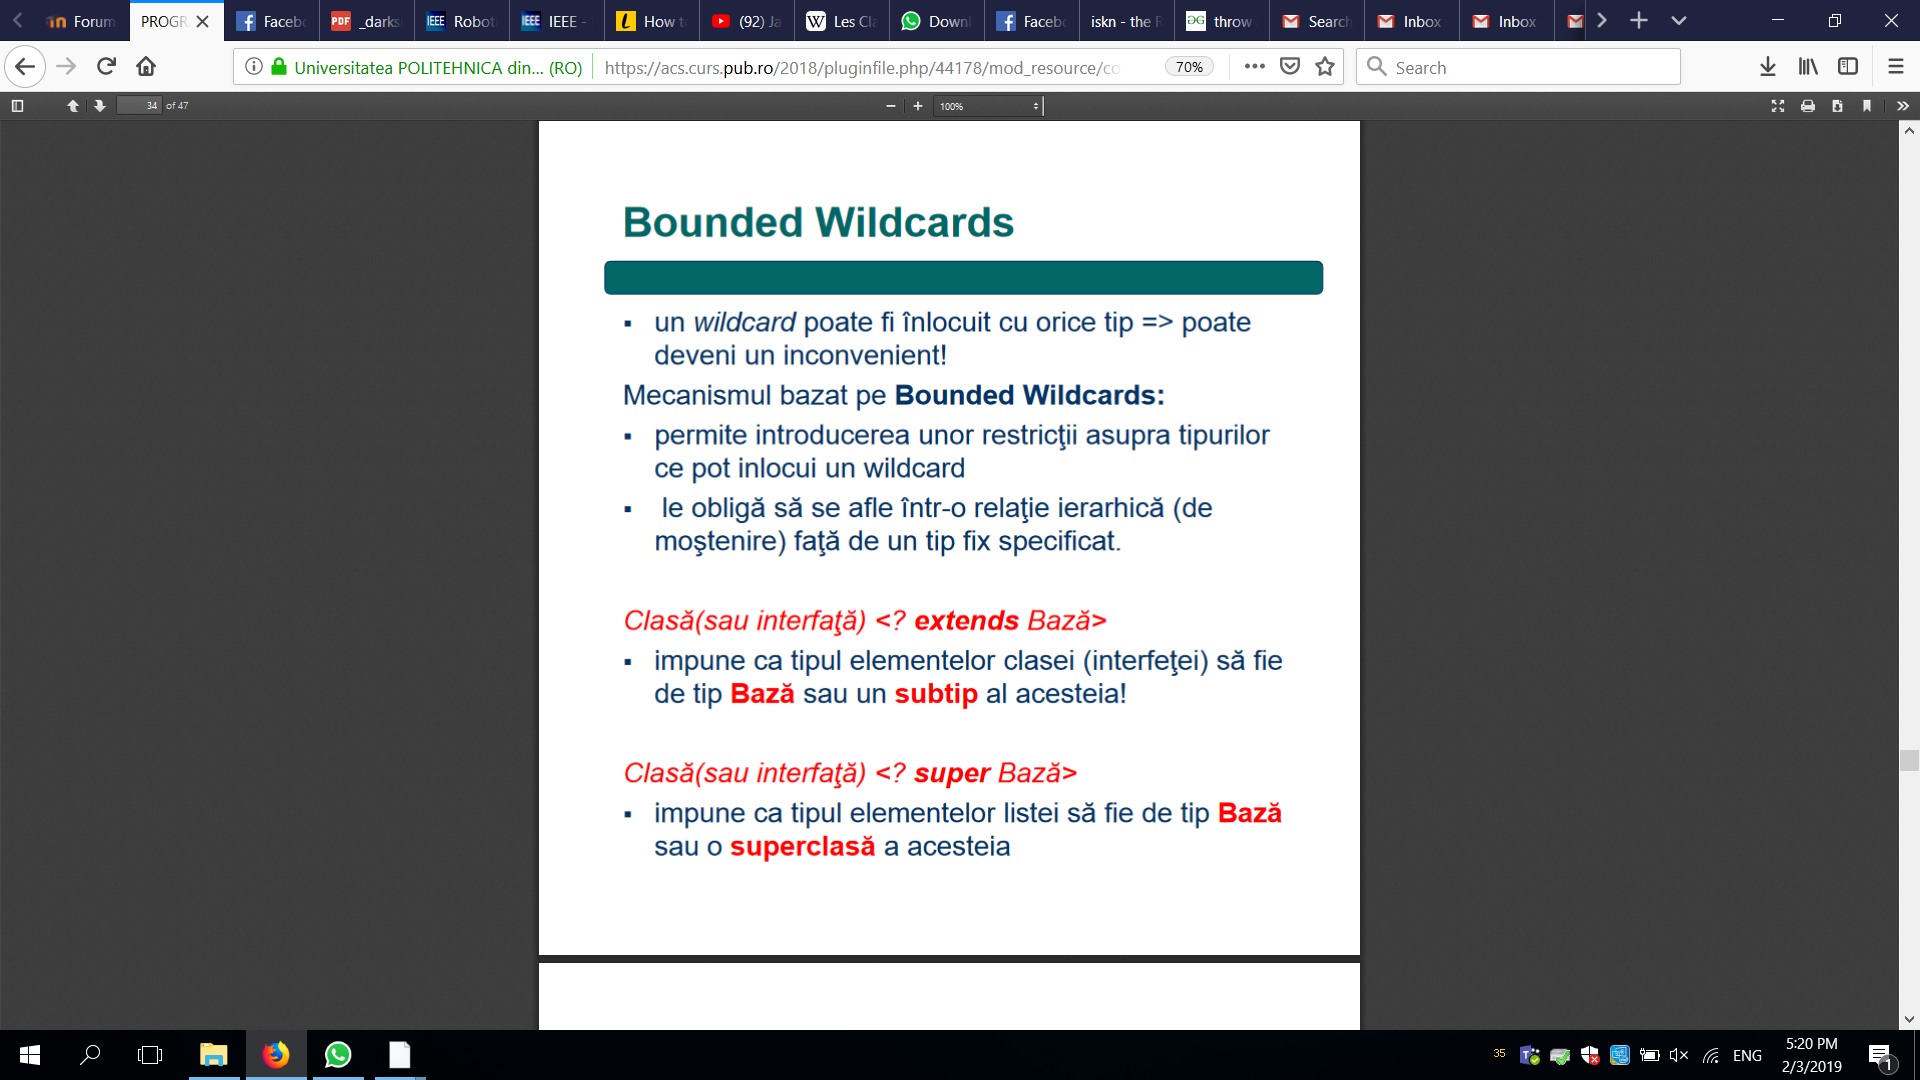 Forum
PROGR
Facebo
_darks
Roboti
IEEE -
How t
(92) Ja
Les Cla
Downl
Facebo
iskn - the R
throw
Search
Inbox
Inbox
Universitatea POLITEHNICA din... (RO)
https://acs.curs.pub.ro/2018/pluginfile.php/44178/mod_resource/co
70%
Search
34 of 47
100%
Bounded Wildcards
▪ un wildcard poate fi înlocuit cu orice tip => poate
deveni un inconvenient!
Mecanismul bazat pe Bounded Wildcards:
▪ permite introducerea unor restricţii asupra tipurilor
ce pot inlocui un wildcard
▪ le obligă să se afle într-o relaţie ierarhică (de
moştenire) faţă de un tip fix specificat.
Clasă(sau interfaţă) <? extends Bază>
▪ impune ca tipul elementelor clasei (interfeţei) să fie
de tip Bază sau un subtip al acesteia!
Clasă(sau interfaţă) <? super Bază>
▪ impune ca tipul elementelor listei să fie de tip Bază
sau o superclasă a acesteia
35
ENG
5:20 PM
2/3/2019
1